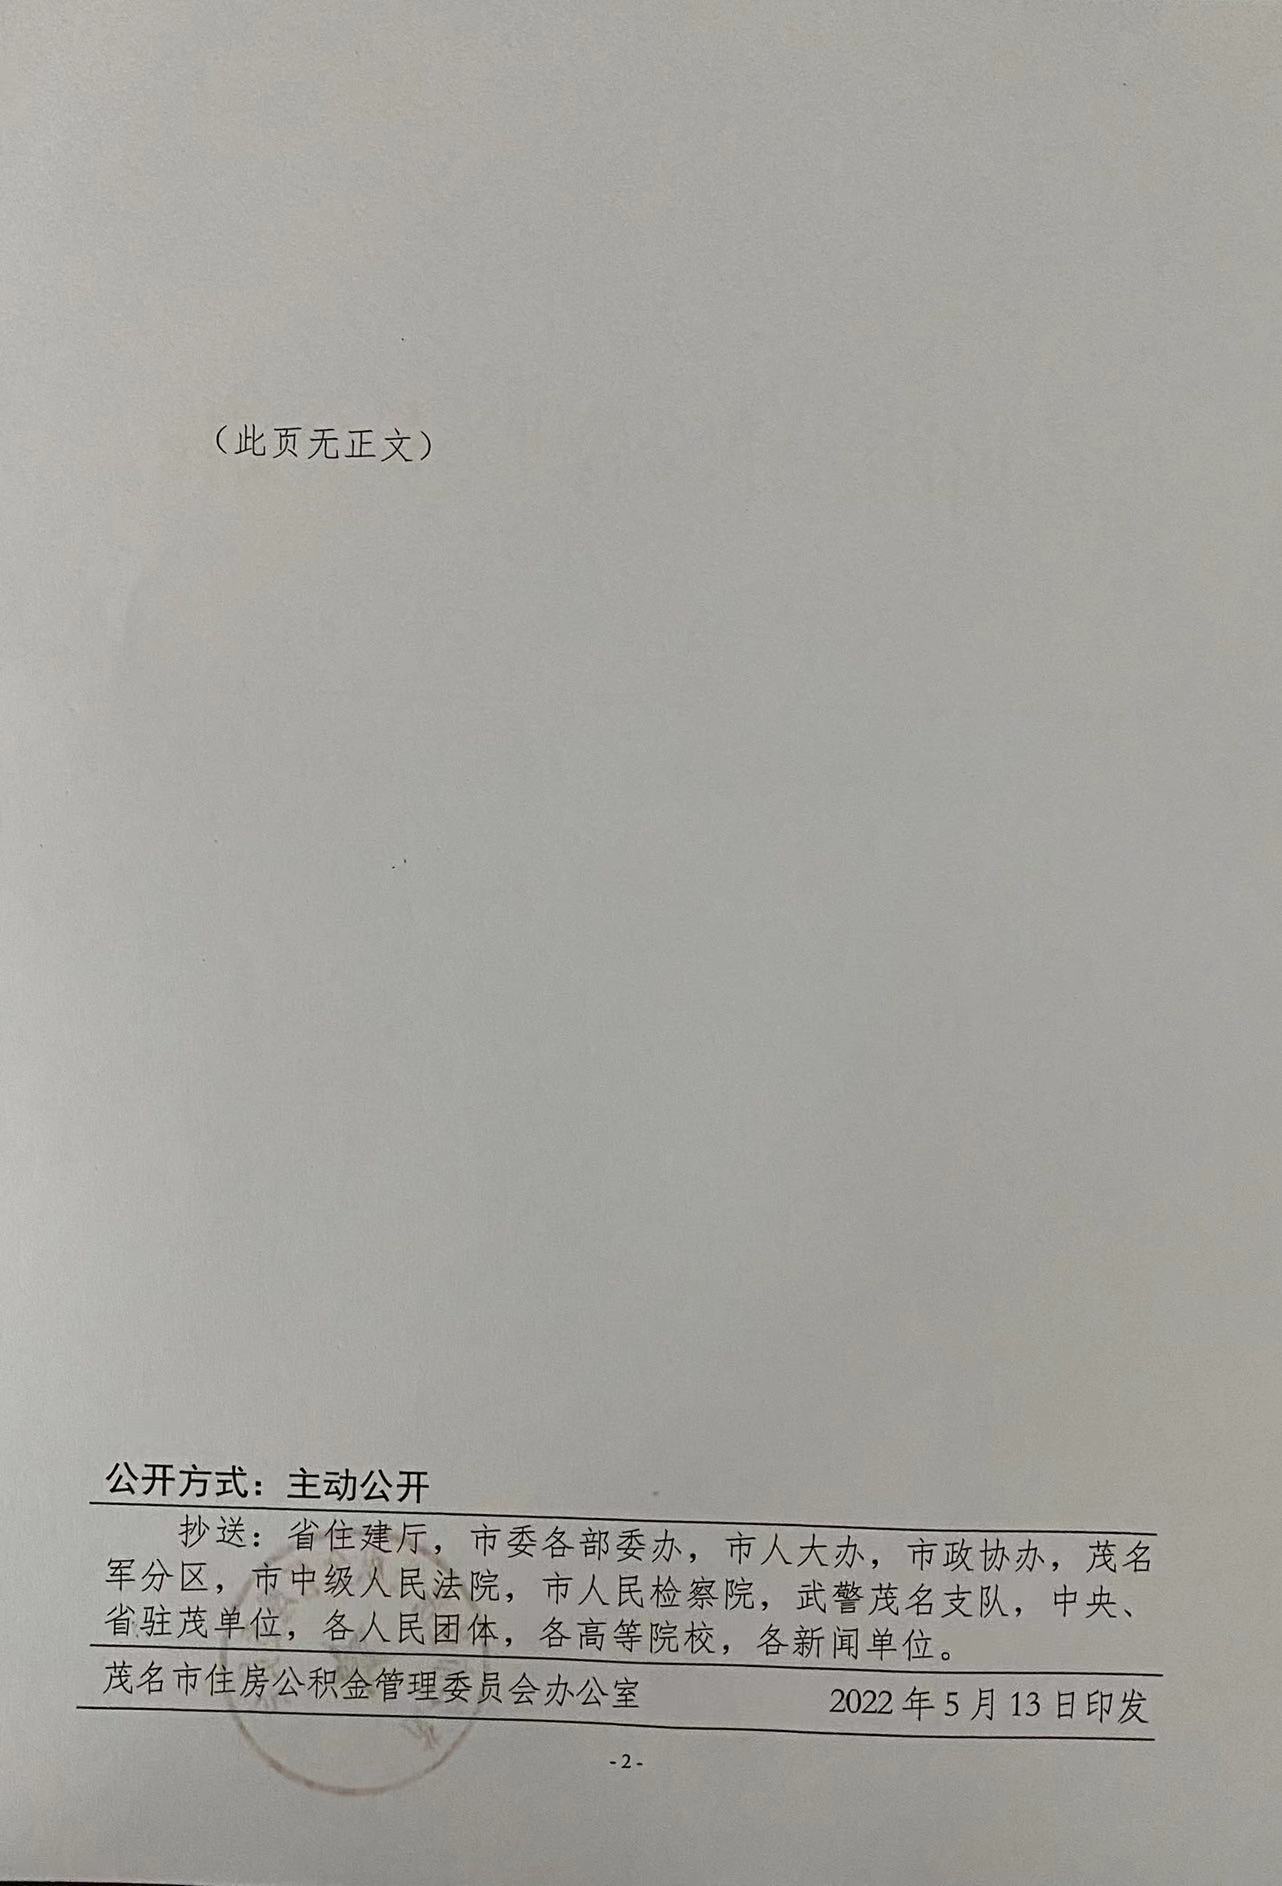 （此页无正文）
公开方式：主动公开
抄送：省住建厅，市委各部委办，市人大办，市政协办，茂名
军分区，市中级人民法院，市人民检察院，武警茂名支队，中央、
省驻茂单位，各人民团体，各高等院校，各新闻单位。
茂名市住房公积金管理委员会办公室 2022年5月13日印发
-2-